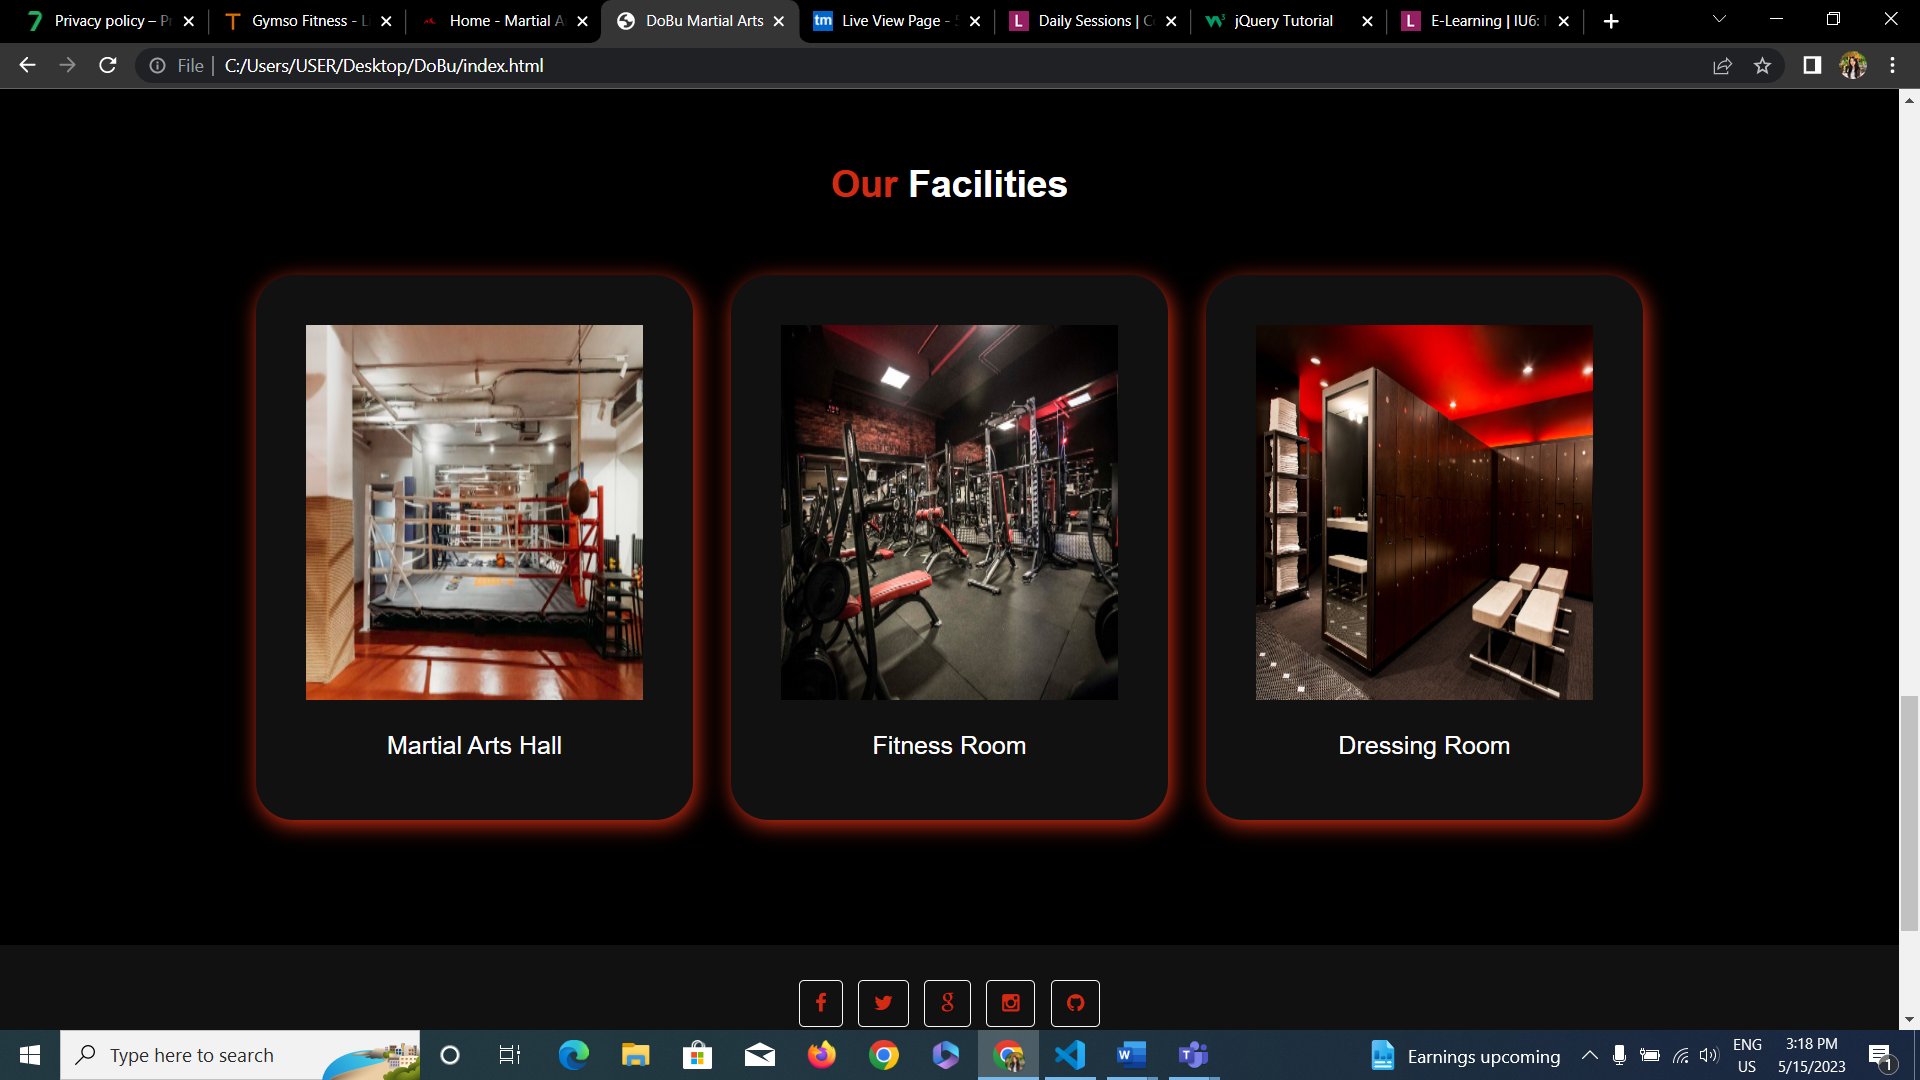 Privacy policy – P
Gymso Fitness - L
Home - Martial A
DoBu Martial Arts
tm Live View Page -
L Daily Sessions | C
jQuery Tutorial
L E-Learning | IU6:
File | C:/Users/USER/Desktop/DoBu/index.html
Our Facilities
Martial Arts Hall
Fitness Room
Dressing Room
Type here to search
Earnings upcoming
ENG
US
3:18 PM
5/15/2023
1